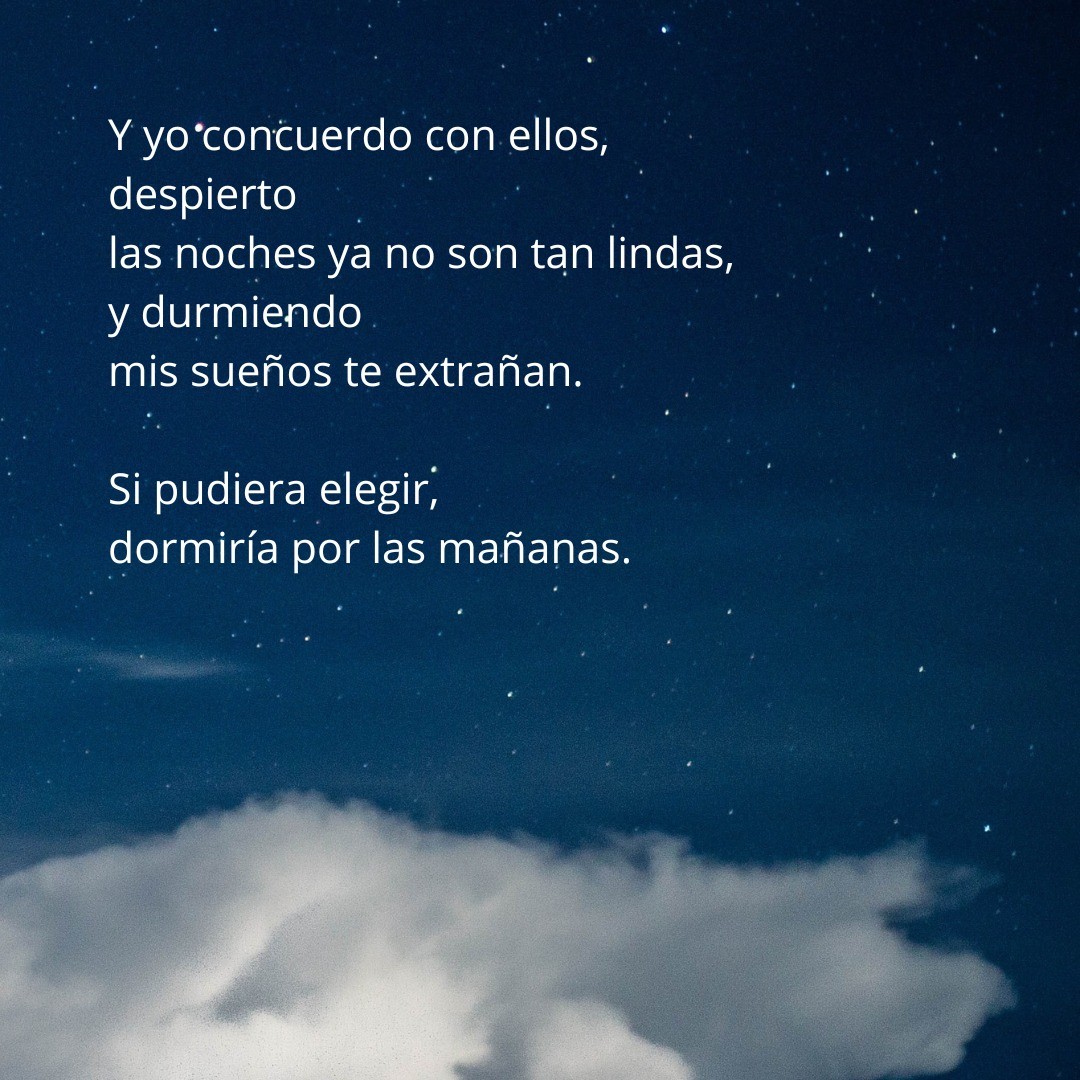 Y yo concuerdo con ellos,
despierto
las noches ya no son tan lindas,
y durmiendo
mis sueños te extrañan.
Si pudiera elegir,
dormiría por las mañanas.